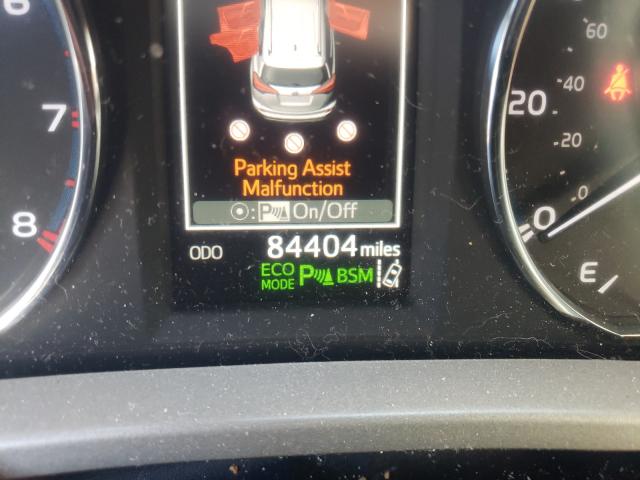 6
7
8
Parking Assist
Malfunction
: P On/Off
ODO 84404 miles
ECO MODE P BSM
60
40
20 20
0 0
E